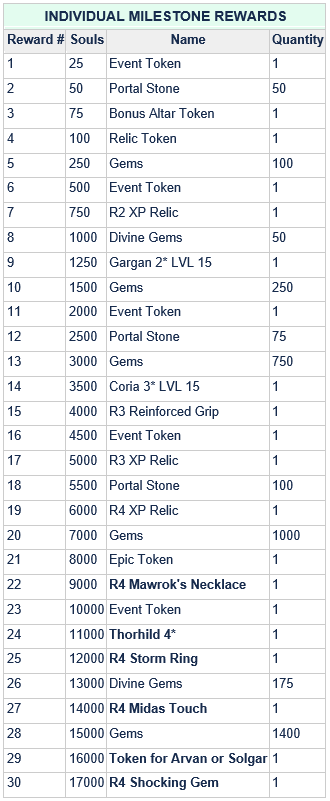 INDIVIDUAL MILESTONE REWARDS
Reward # Souls Name Quantity
1 25 Event Token 1
2 50 Portal Stone 50
3 75 Bonus Altar Token 1
4 100 Relic Token 1
5 250 Gems 100
6 500 Event Token 1
7 750 R2 XP Relic 1
8 1000 Divine Gems 50
9 1250 Gargan 2* LVL 15 1
10 1500 Gems 250
11 2000 Event Token 1
12 2500 Portal Stone 75
13 3000 Gems 750
14 3500 Coria 3* LVL 15 1
15 4000 R3 Reinforced Grip 1
16 4500 Event Token 1
17 5000 R3 XP Relic 1
18 5500 Portal Stone 100
19 6000 R4 XP Relic 1
20 7000 Gems 1000
21 8000 Epic Token 1
22 9000 R4 Mawrok's Necklace 1
23 10000 Event Token 1
24 11000 Thorhild 4* 1
25 12000 R4 Storm Ring 1
26 13000 Divine Gems 175
27 14000 R4 Midas Touch 1
28 15000 Gems 1400
29 16000 Token for Arvan or Solgar 1
30 17000 R4 Shocking Gem 1